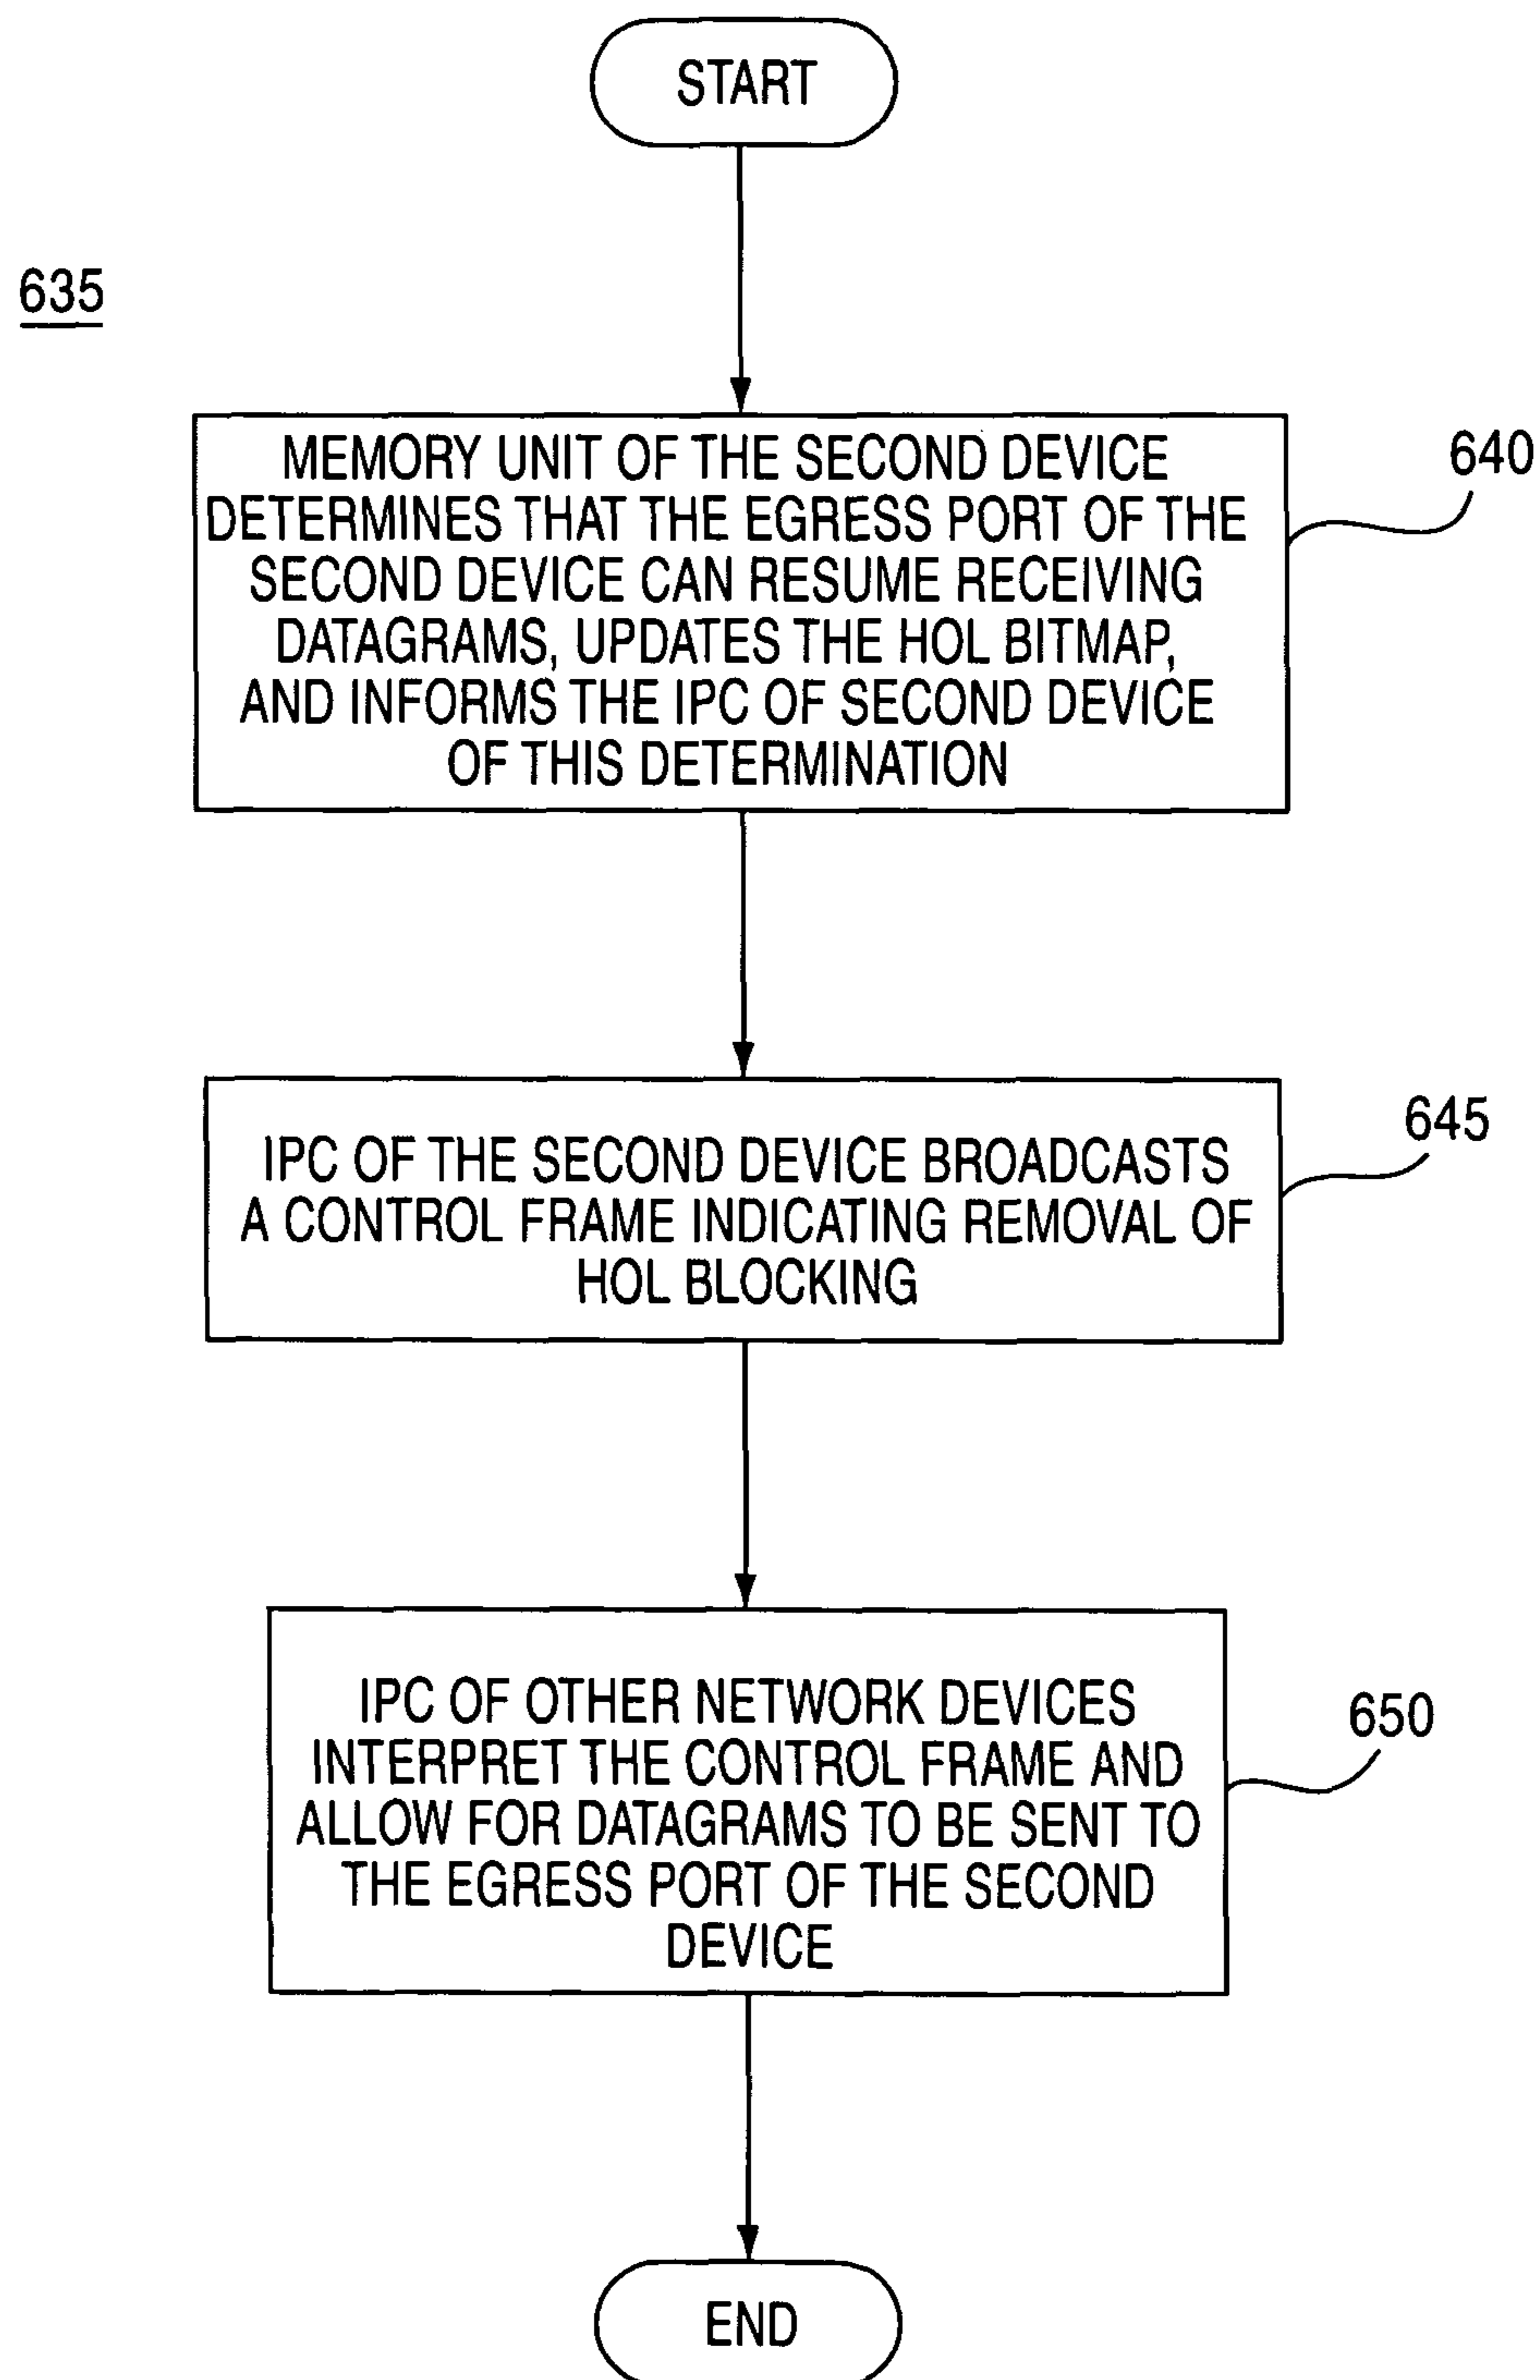 START
635
MEMORY UNIT OF THE SECOND DEVICE
DETERMINES THAT THE EGRESS PORT OF THE
SECOND DEVICE CAN RESUME RECEIVING
DATAGRAMS, UPDATES THE HOL BITMAP,
AND INFORMS THE IPC OF SECOND DEVICE
OF THIS DETERMINATION
640
IPC OF THE SECOND DEVICE BROADCASTS
A CONTROL FRAME INDICATING REMOVAL OF
HOL BLOCKING
645
IPC OF OTHER NETWORK DEVICES
INTERPRET THE CONTROL FRAME AND
ALLOW FOR DATAGRAMS TO BE SENT TO
THE EGRESS PORT OF THE SECOND
DEVICE
650
END